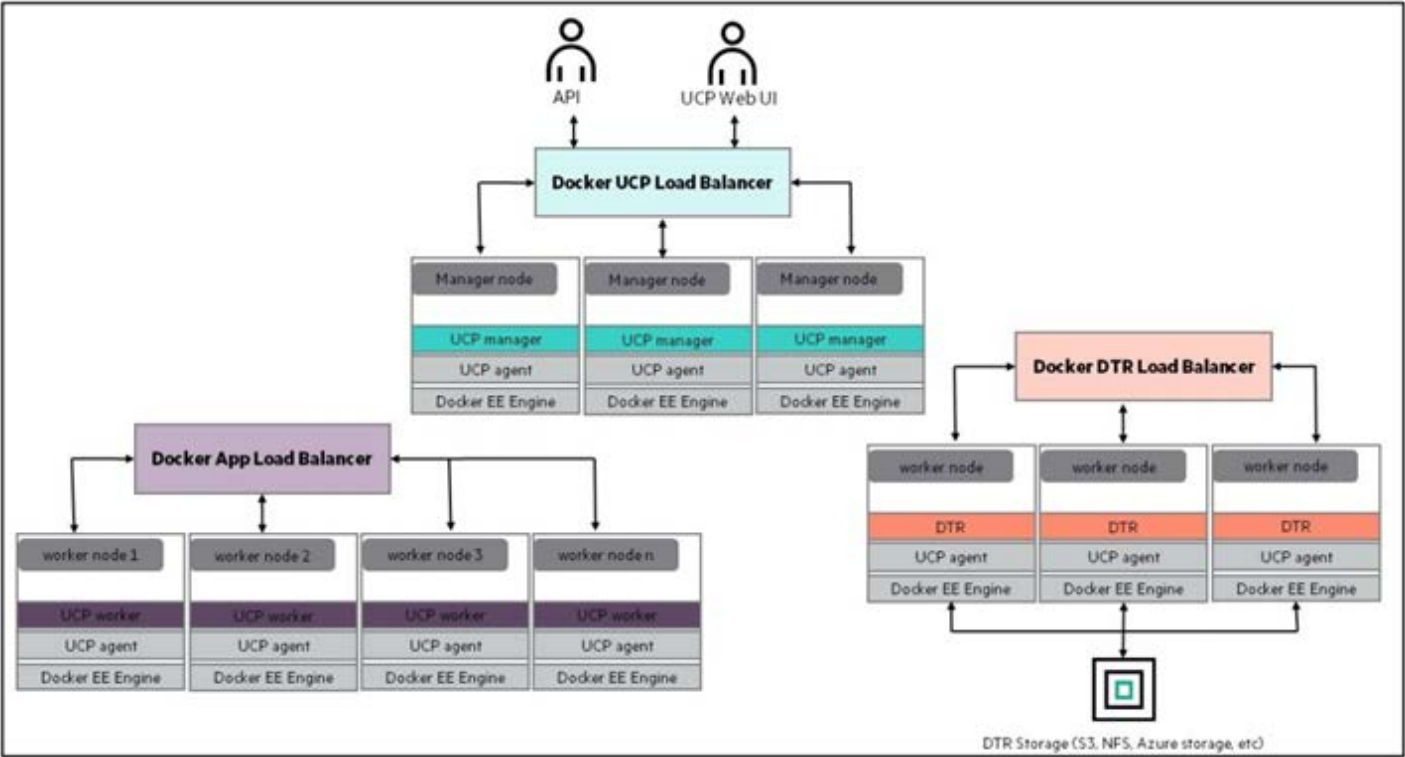 API
UCP Web UI
Docker UCP Load Balancer
Manager node
Manager node
Manager node
UCP manager
UCP manager
UCP manager
UCP agent
UCP agent
UCP agent
Docker EE Engine
Docker EE Engine
Docker EE Engine
Docker DTR Load Balancer
worker node
worker node
worker node
DTR
DTR
DTR
UCP agent
UCP agent
UCP agent
Docker EE Engine
Docker EE Engine
Docker EE Engine
DTR Storage (S3, NFS, Azure storage, etc)
Docker App Load Balancer
worker node 1
worker node 2
worker node 3
worker node n
UCP worker
UCP worker
UCP worker
UCP worker
UCP agent
UCP agent
UCP agent
UCP agent
Docker EE Engine
Docker EE Engine
Docker EE Engine
Docker EE Engine